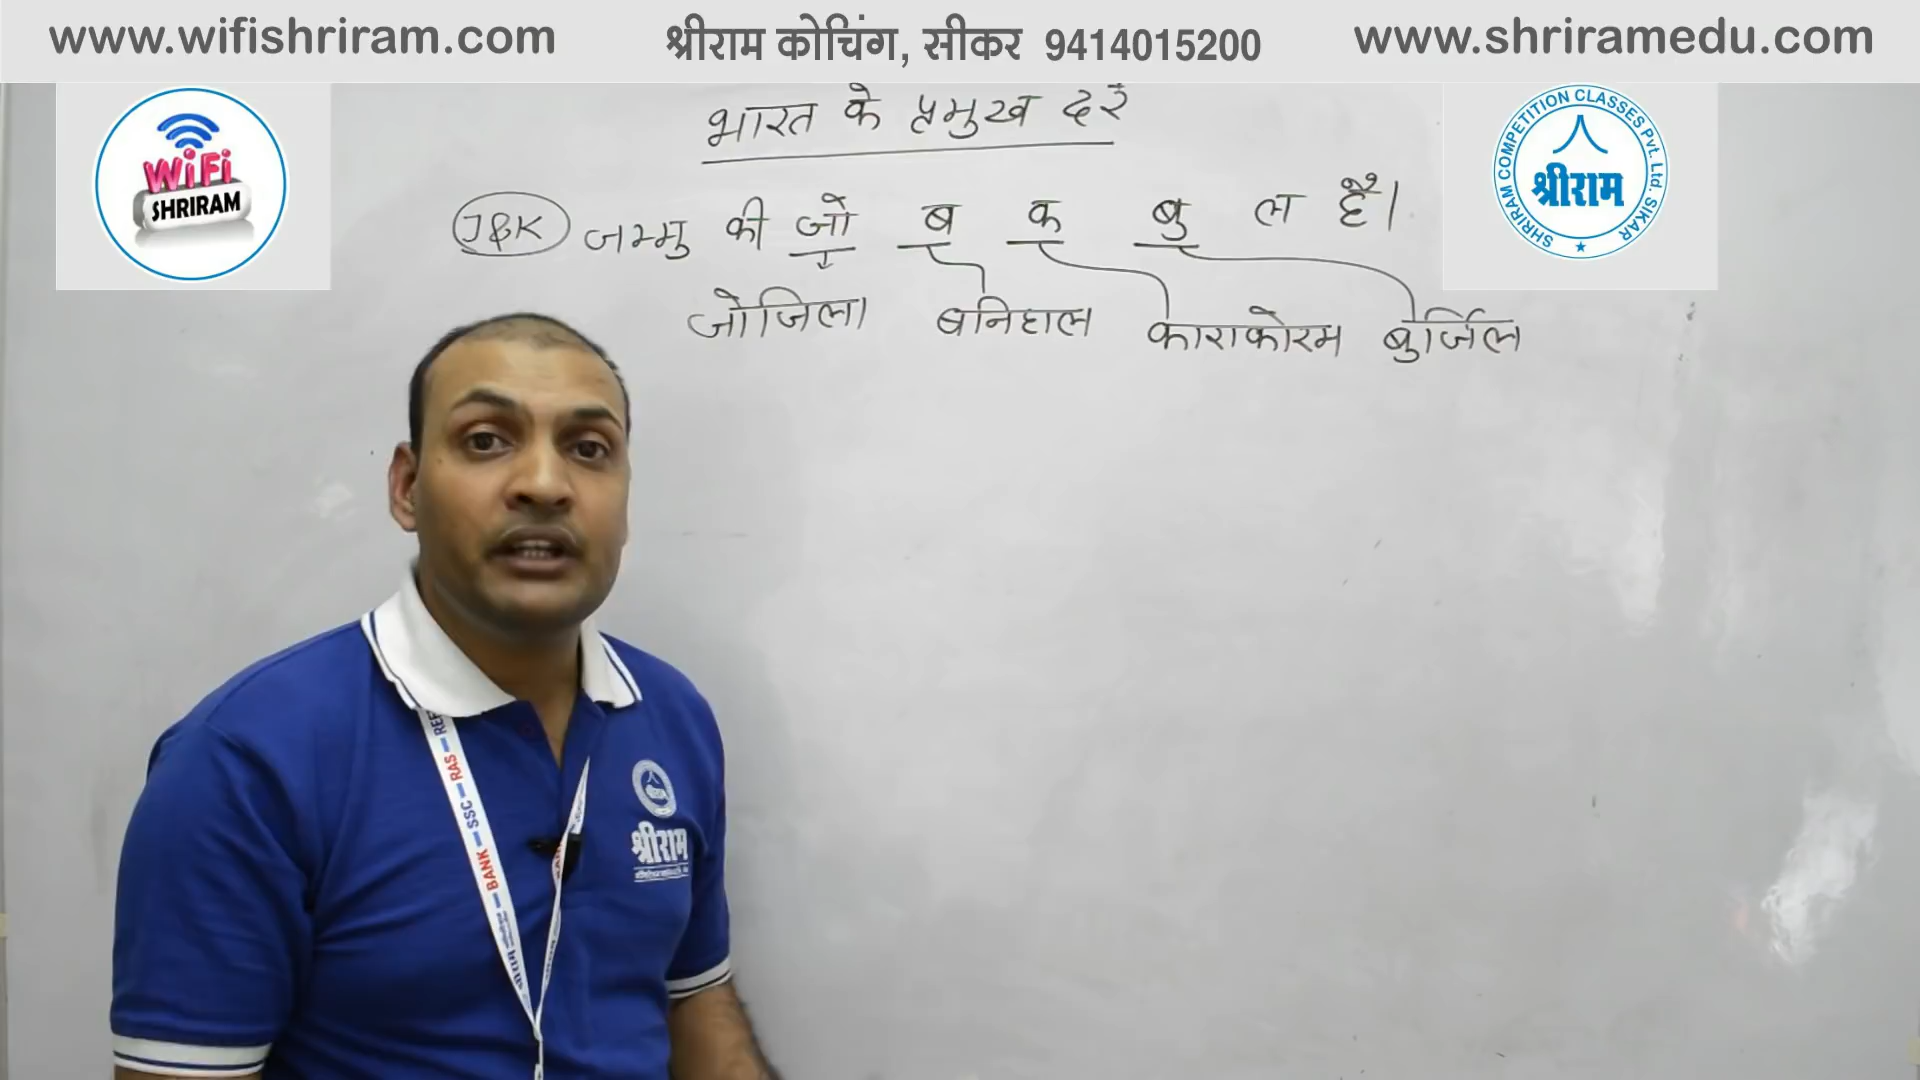 www.wifishriram.com श्रीराम कोचिंग, सीकर 9414015200 www.shriramedu.com
WiFi
SHRIRAM
SHRIRAM COMPETITION CLASSES Pvt. Ltd. SIKAR
श्रीराम
भारत के प्रमुख दर्रे
J&K जम्मु की जो ब क बु ल है।
जोजिला बनिहाल काराकोरम बुर्जिल
BANK SSC RAS
श्रीराम